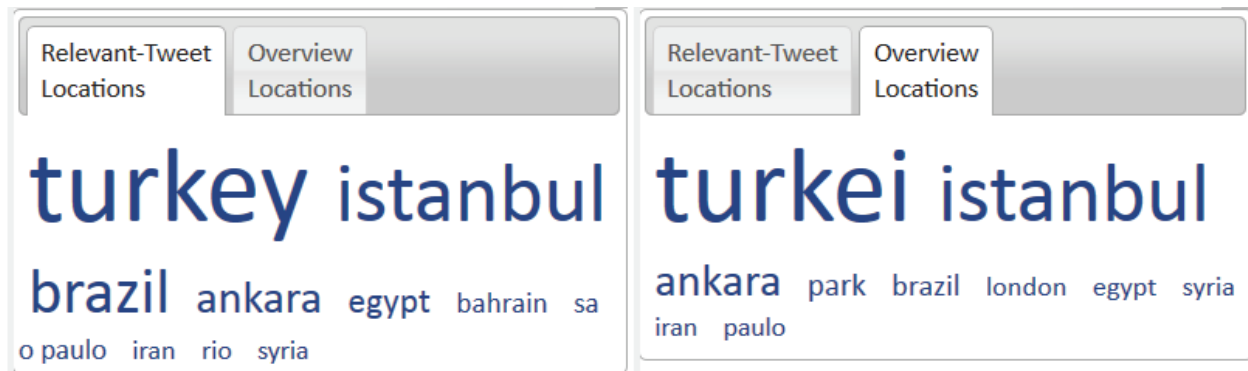 Relevant-Tweet
Locations
Overview
Locations
turkey istanbul
brazil ankara egypt bahrain sa
o paulo iran rio syria
Relevant-Tweet
Locations
Overview
Locations
turkei istanbul
ankara park brazil london egypt syria
iran paulo